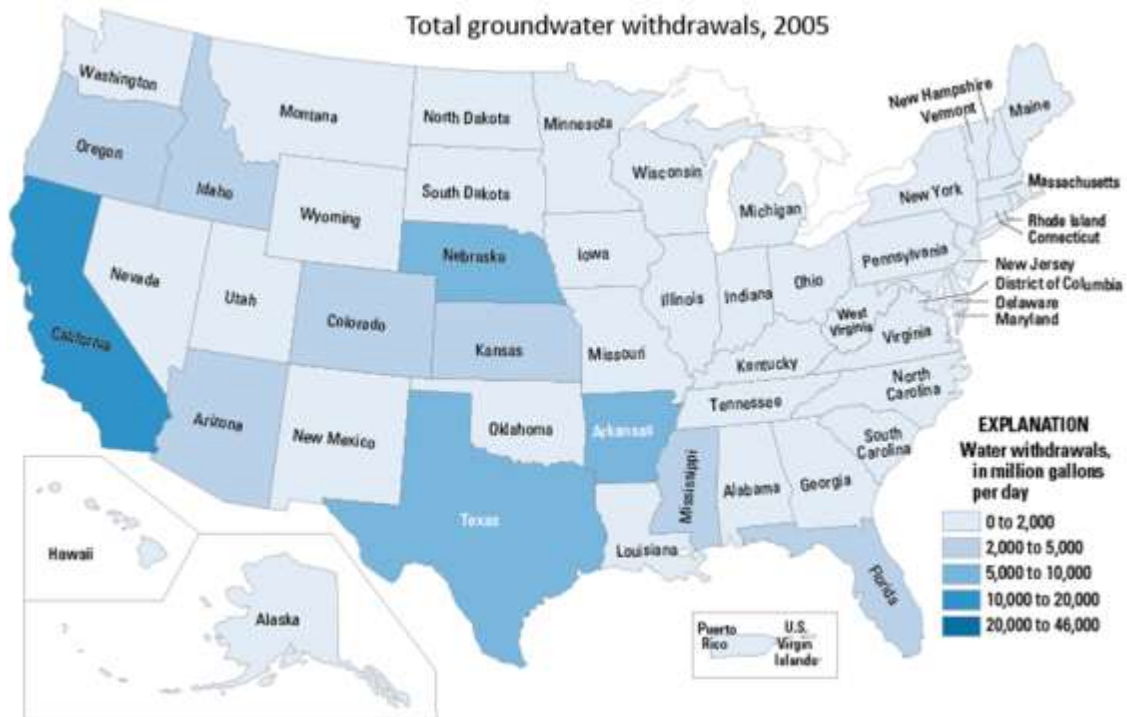 Total groundwater withdrawals, 2005
Washington
Montana
North Dakota
Minnesota
New Hampshire
Vermont
Maine
Oregon
Idaho
Wyoming
South Dakota
Wisconsin
Michigan
New York
Massachusetts
Rhode Island
Connecticut
Nevada
Utah
Nebraska
Iowa
Illinois
Indiana
Ohio
Pennsylvania
New Jersey
District of Columbia
Delaware
Maryland
California
Colorado
Kansas
Missouri
West
Virginia
Virginia
Kentucky
Arizona
New Mexico
Oklahoma
Arkansas
Tennessee
North
Carolina
South
Carolina
Texas
Louisiana
Mississippi
Alabama
Georgia
Florida
Hawaii
Alaska
Puerto
Rico
U.S.
Virgin
Islands
EXPLANATION
Water withdrawals,
in million gallons
per day
0 to 2,000
2,000 to 5,000
5,000 to 10,000
10,000 to 20,000
20,000 to 46,000